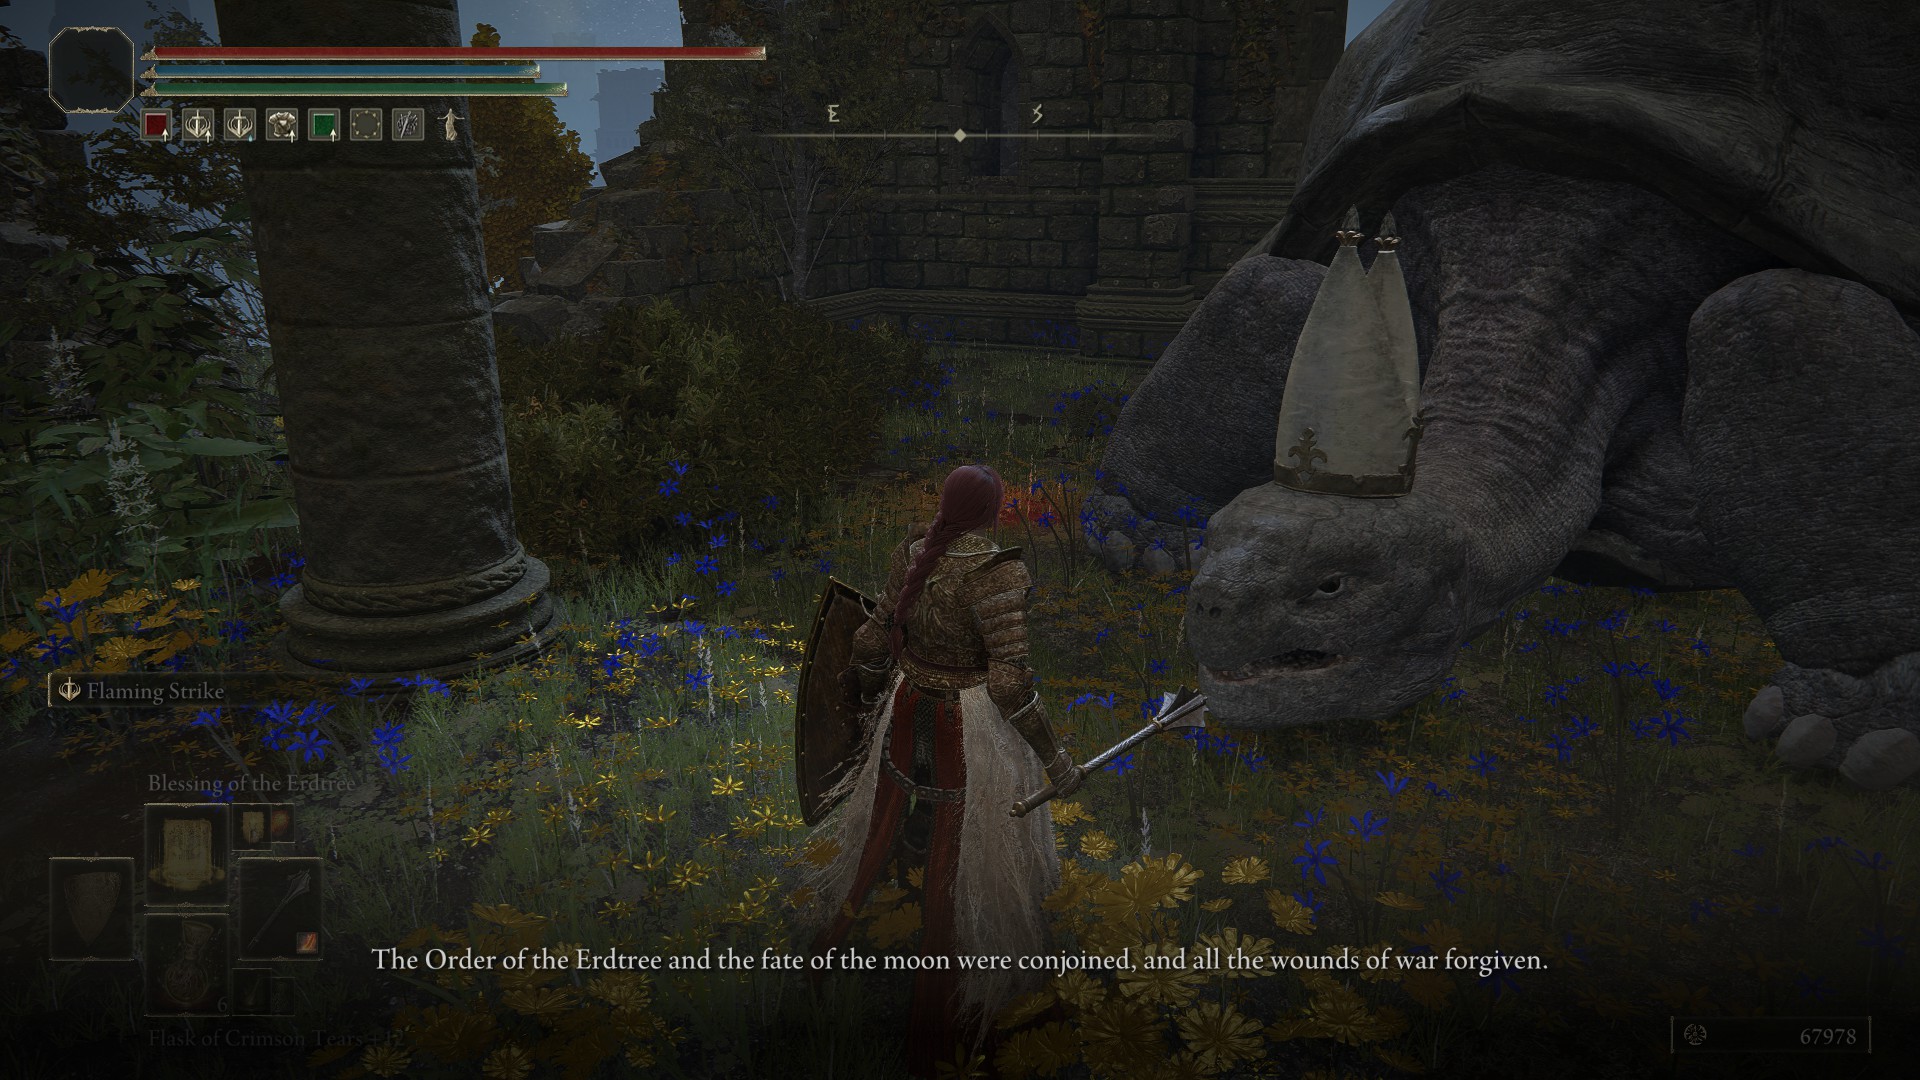 E
S
Flaming Strike
Blessing of the Erdtree
6
The Order of the Erdtree and the fate of the moon were conjoined, and all the wounds of war forgiven.
Flask of Crimson Tears +12
67978